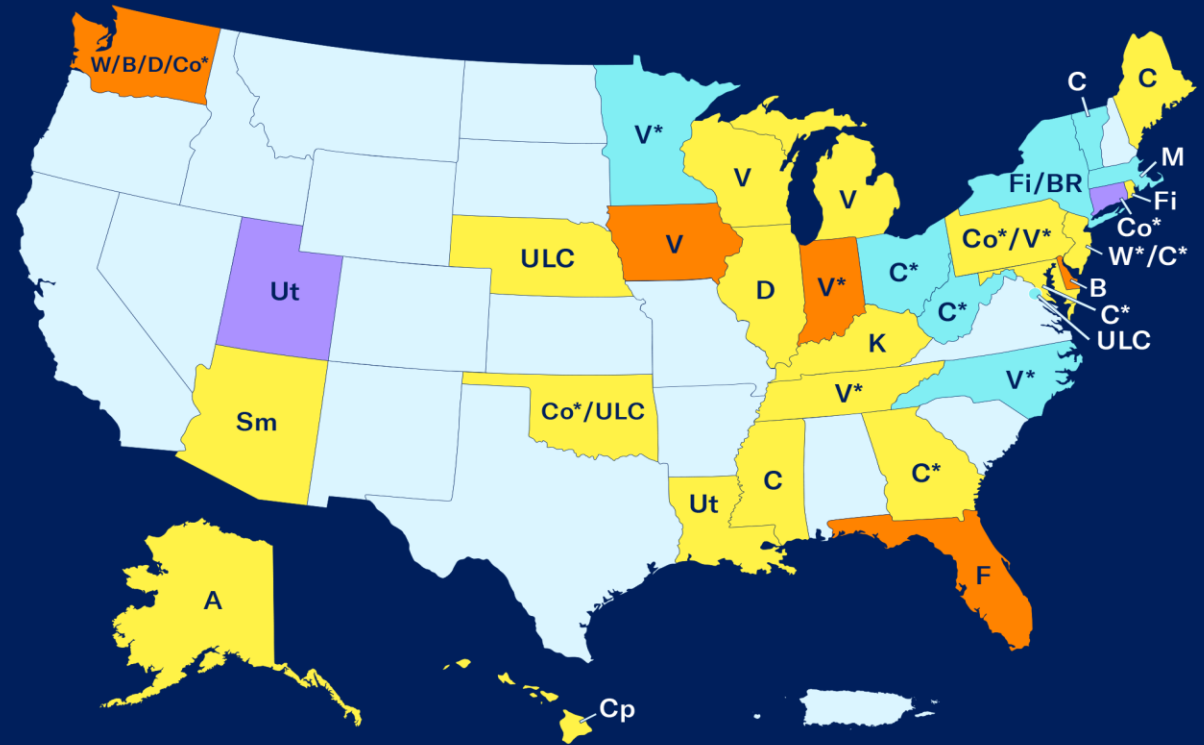 W/B/D/Co*
C
C
V*
M
V
V
Fi/BR
Fi
Co*
Co*/V*
W*/C*
ULC
V
C*
B
Ut
D
V*
C*
C*
ULC
K
V*
V*
Sm
Co*/ULC
C
C*
Ut
F
A
Cp